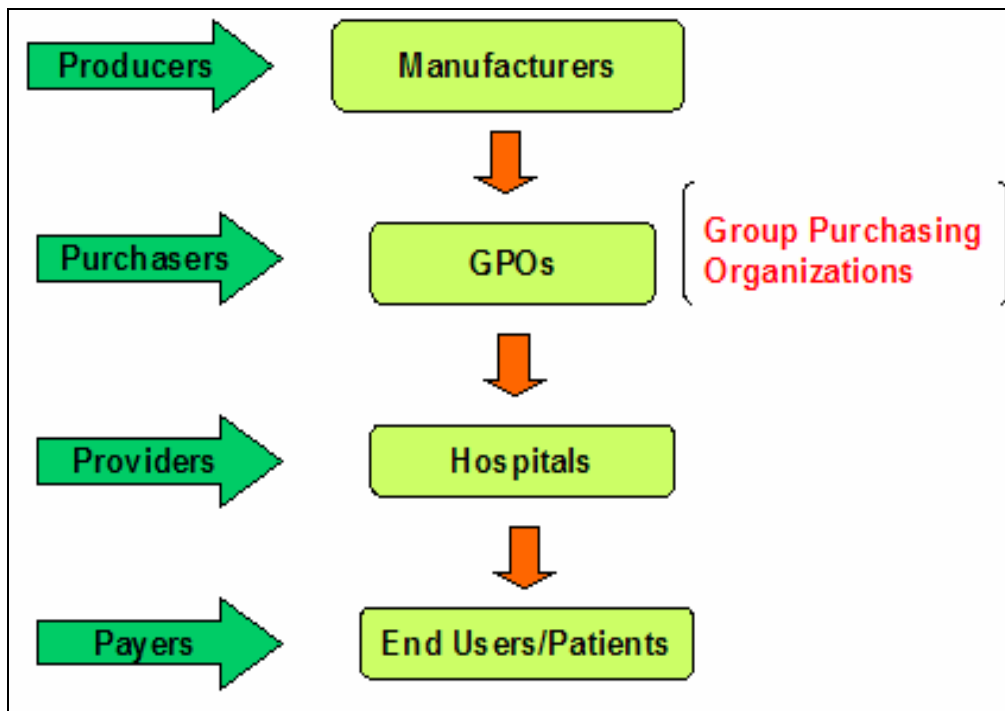 Producers
Manufacturers
Purchasers
GPOs
Group Purchasing
Organizations
Providers
Hospitals
Payers
End Users/Patients